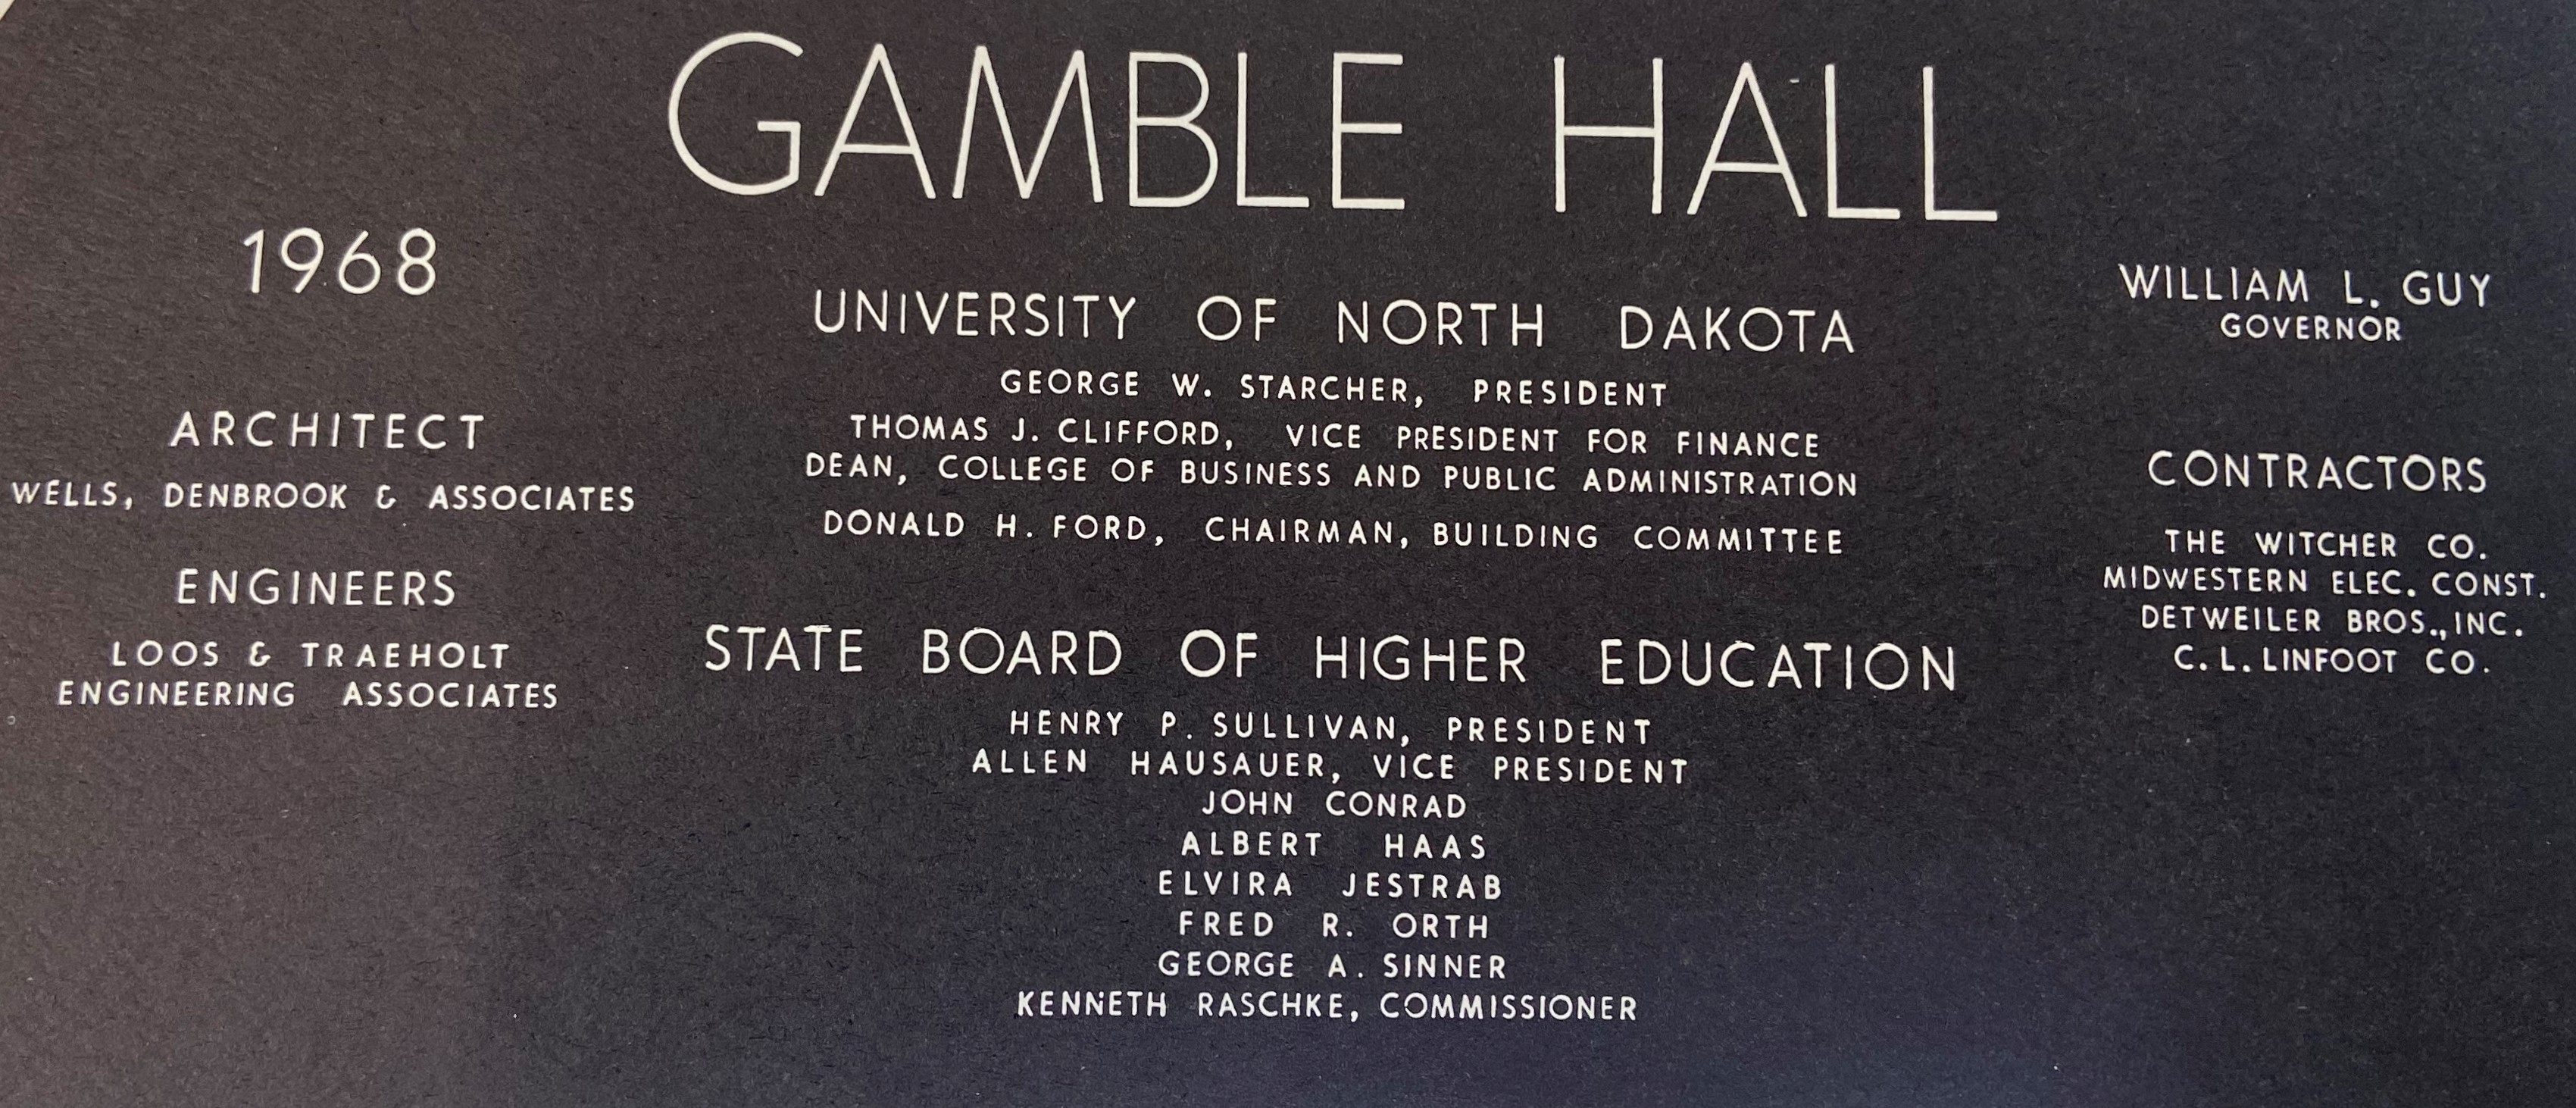 GAMBLE HALL
1968
ARCHITECT
WELLS, DENBROOK & ASSOCIATES
ENGINEERS
LOOS & TRAEHOLT
ENGINEERING ASSOCIATES
UNIVERSITY OF NORTH DAKOTA
GEORGE W. STARCHER, PRESIDENT
THOMAS J. CLIFFORD, VICE PRESIDENT FOR FINANCE
DEAN, COLLEGE OF BUSINESS AND PUBLIC ADMINISTRATION
DONALD H. FORD, CHAIRMAN, BUILDING COMMITTEE
STATE BOARD OF HIGHER EDUCATION
HENRY P. SULLIVAN, PRESIDENT
ALLEN HAUSAUER, VICE PRESIDENT
JOHN CONRAD
ALBERT HAAS
ELVIRA JESTRAB
FRED R. ORTH
GEORGE A. SINNER
KENNETH RASCHKE, COMMISSIONER
WILLIAM L. GUY
GOVERNOR
CONTRACTORS
THE WITCHER CO.
MIDWESTERN ELEC. CONST.
DETWEILER BROS., INC.
C. L. LINFOOT CO.